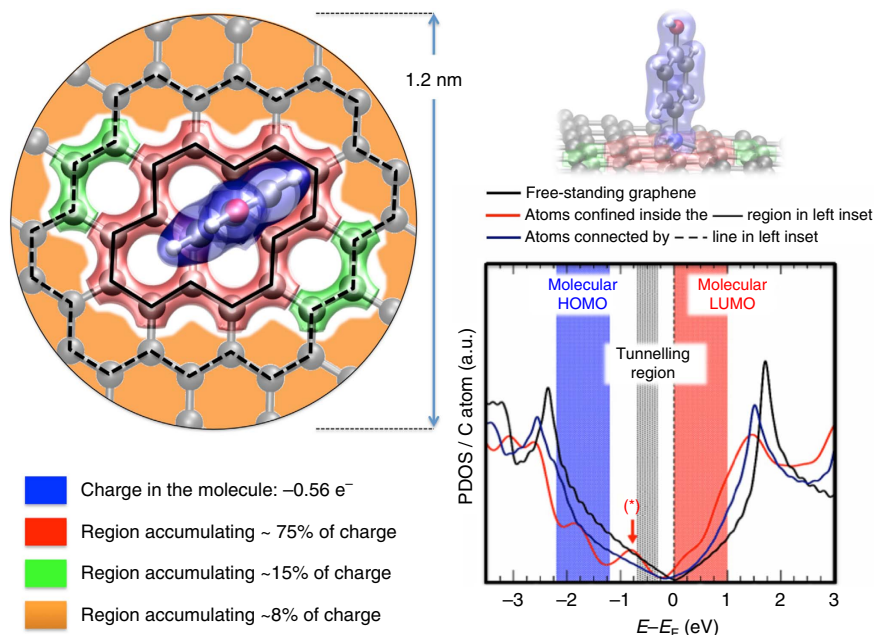 1.2 nm
Free-standing graphene
Atoms confined inside the — region in left inset
Atoms connected by --- line in left inset
Molecular
HOMO
Molecular
LUMO
Tunnelling
region
(*)
PDOS / C atom (a.u.)
–3 –2 –1 0 1 2 3
E–E_F (eV)
Charge in the molecule: –0.56 e⁻
Region accumulating ~ 75% of charge
Region accumulating ~15% of charge
Region accumulating ~8% of charge